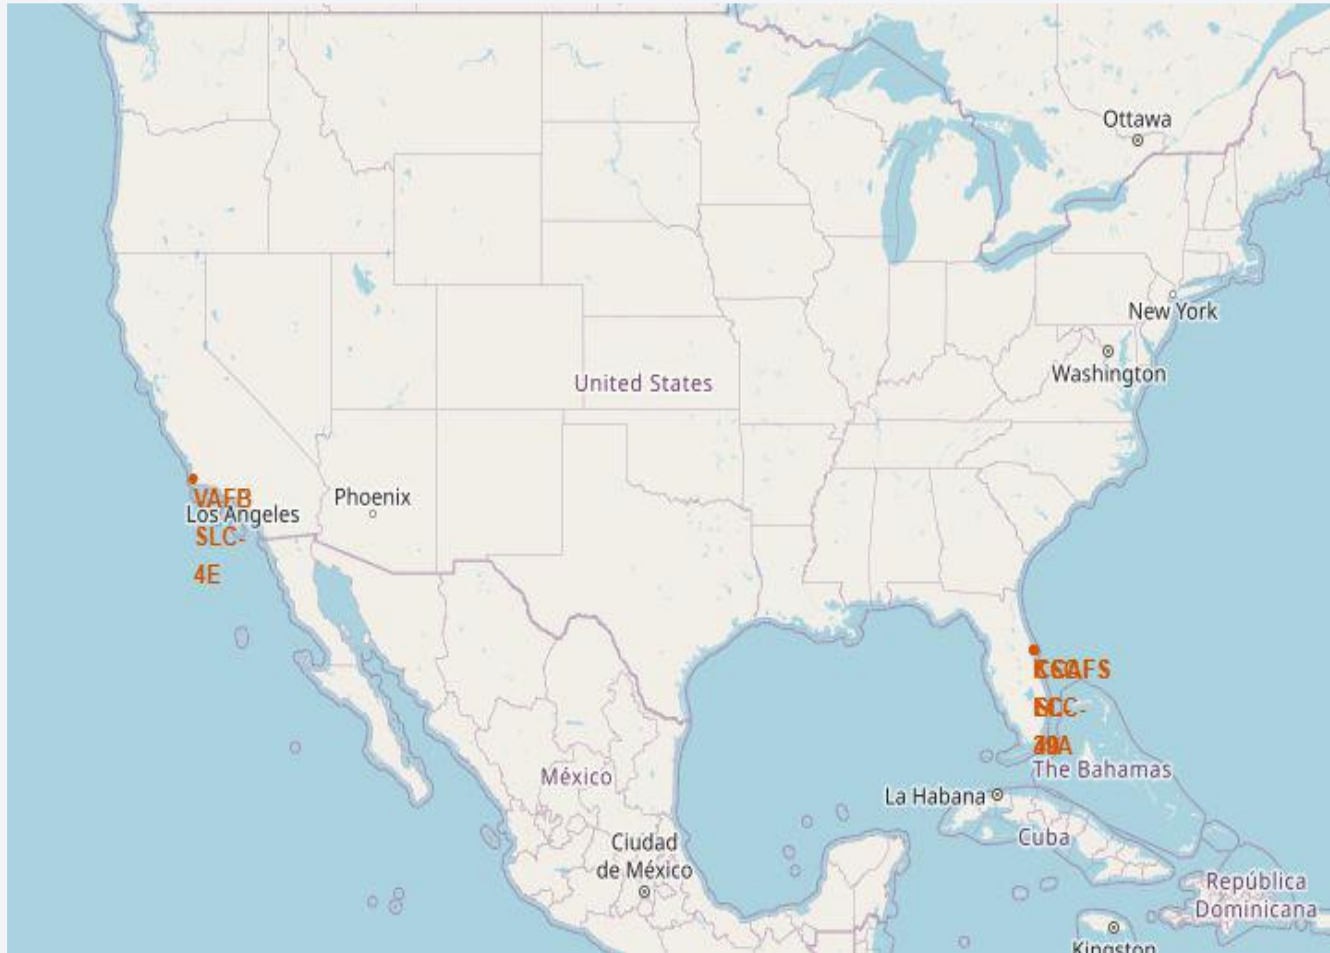 Ottawa
New York
Washington
United States
VAFB
Los Angeles
SLC-
4E
Phoenix
The Bahamas
México
La Habana
Cuba
Ciudad
de México
República
Dominicana
Kingston